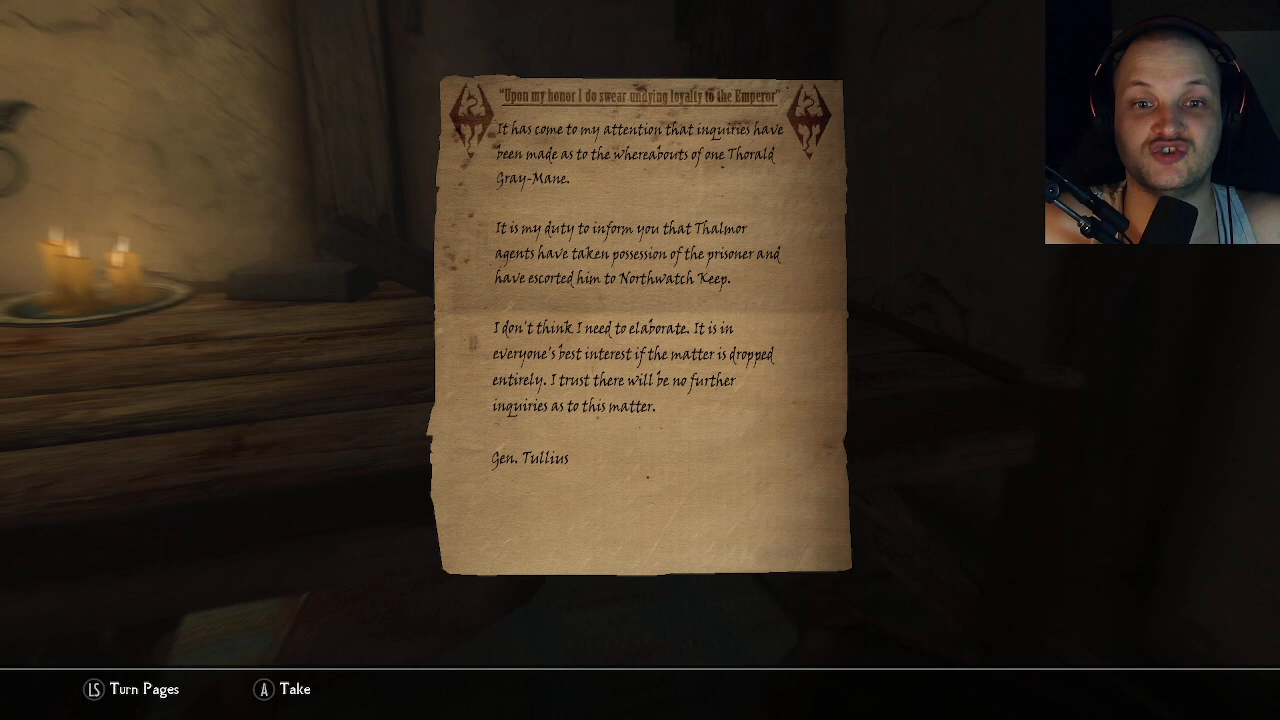 "Upon my honor I do swear undying loyalty to the Emperor"
It has come to my attention that inquiries have
been made as to the whereabouts of one Thorald
Gray-Mane.
It is my duty to inform you that Thalmor
agents have taken possession of the prisoner and
have escorted him to Northwatch Keep.
I don't think I need to elaborate. It is in
everyone's best interest if the matter is dropped
entirely. I trust there will be no further
inquiries as to this matter.
Gen. Tullius
LS Turn Pages A Take